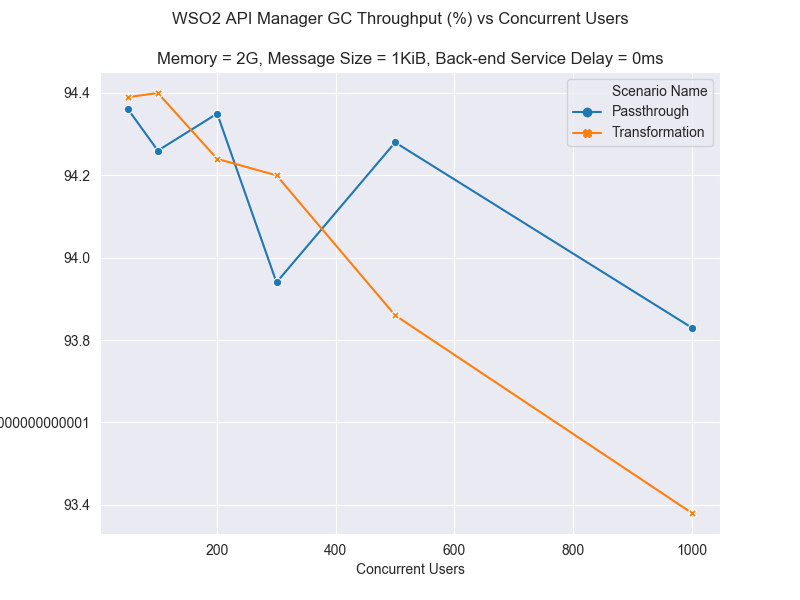 WSO2 API Manager GC Throughput (%) vs Concurrent Users
Memory = 2G, Message Size = 1KiB, Back-end Service Delay = 0ms
Scenario Name
Passthrough
Transformation
94.4
94.2
94.0
93.8
000000000001
93.4
200 400 600 800 1000
Concurrent Users